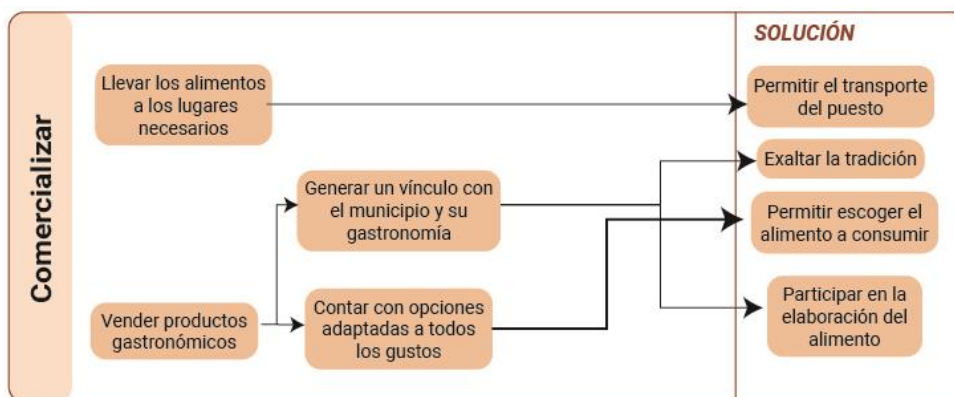 Comercializar
SOLUCIÓN
Llevar los alimentos
a los lugares
necesarios
Permitir el transporte
del puesto
Exaltar la tradición
Generar un vínculo con
el municipio y su
gastronomía
Permitir escoger el
alimento a consumir
Vender productos
gastronómicos
Contar con opciones
adaptadas a todos
los gustos
Participar en la
elaboración del
alimento